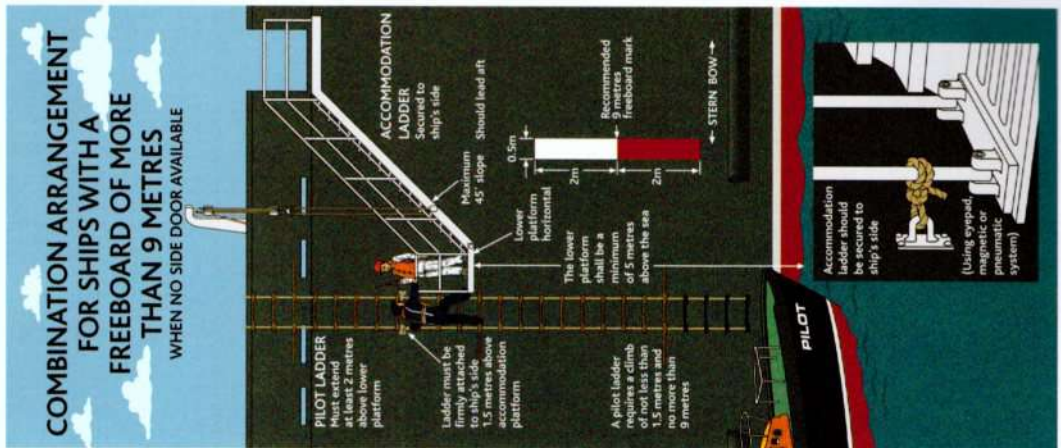 COMBINATION ARRANGEMENT
FOR SHIPS WITH A
FREEBOARD OF MORE
THAN 9 METRES
WHEN NO SIDE DOOR AVAILABLE
PILOT LADDER
Must extend
at least 2 metres
above lower
platform
Ladder must be
firmly attached
to ship's side
1.5 metres above
accommodation
platform
A pilot ladder
requires a climb
of not less than
1.5 metres and
no more than
9 metres
ACCOMMODATION
LADDER
Secured to
ship's side
Should lead aft
Maximum
45° slope
Lower
platform
horizontal
The lower
platform
shall be a
minimum
of 5 metres
above the sea
0.5m
2m
2m
Recommended
9 metres
freeboard mark
STERN BOW
PILOT
Accommodation
ladder should
be secured to
ship's side
(Using eyepad,
magnetic or
pneumatic
system)